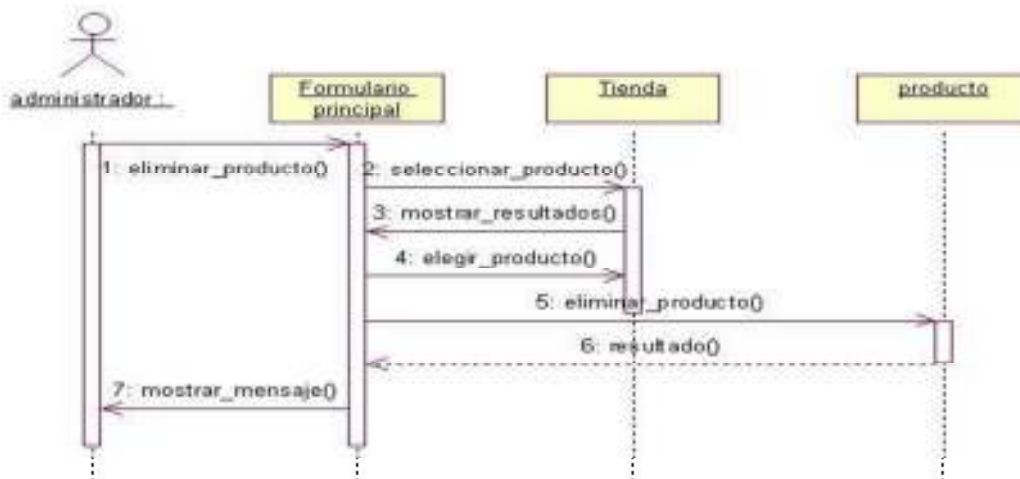 administrador :
Formulario
principal
Tienda
producto
1: eliminar_producto()
2: seleccionar_producto()
3: mostrar_resultados()
4: elegir_producto()
5: eliminar_producto()
6: resultado()
7: mostrar_mensaje()